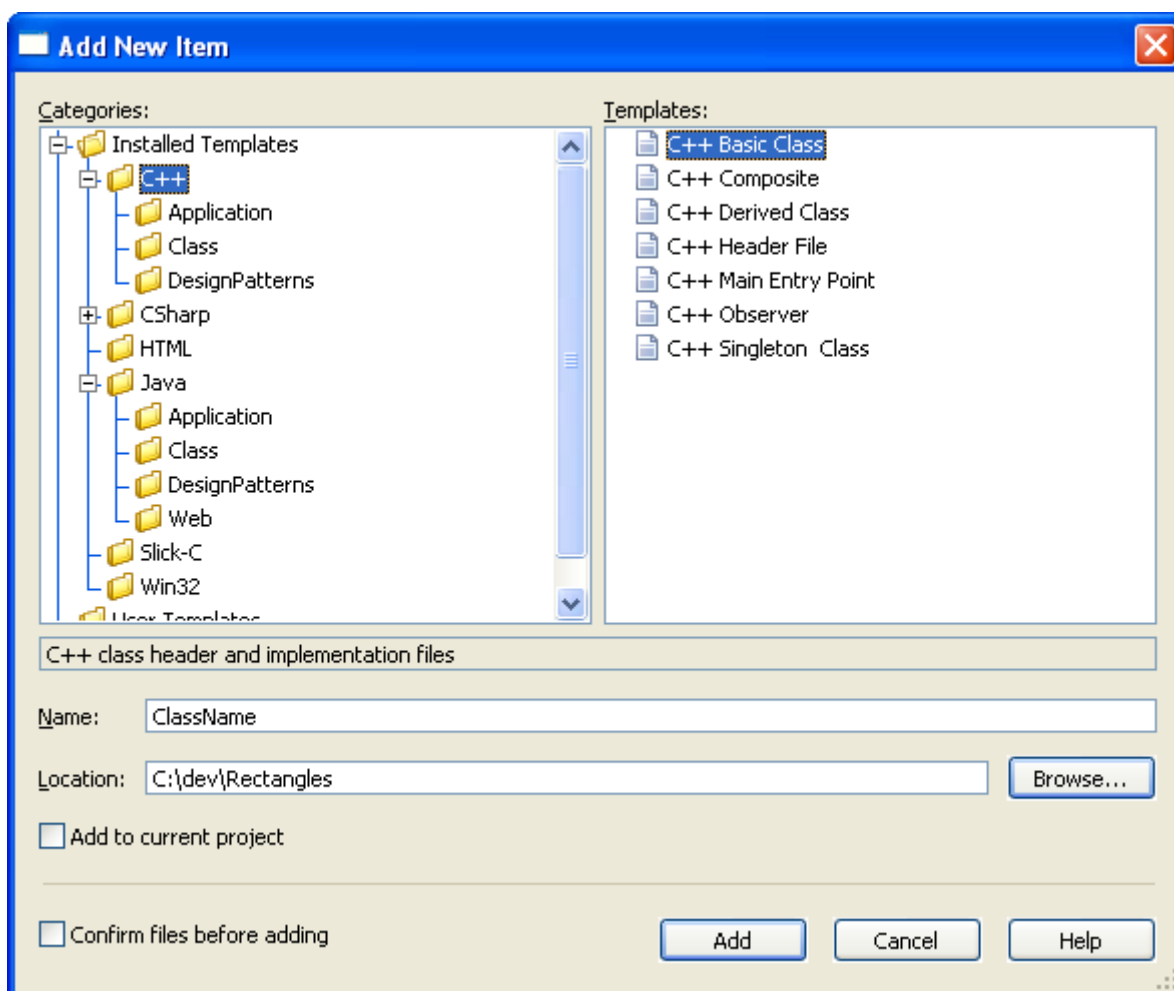 Add New Item
Categories:
Installed Templates
C++
Application
Class
DesignPatterns
CSharp
HTML
Java
Application
Class
DesignPatterns
Web
Slick-C
Win32
User Templates
Templates:
C++ Basic Class
C++ Composite
C++ Derived Class
C++ Header File
C++ Main Entry Point
C++ Observer
C++ Singleton  Class
C++ class header and implementation files
Name: ClassName
Location: C:\dev\Rectangles Browse...
Add to current project
Confirm files before adding Add Cancel Help